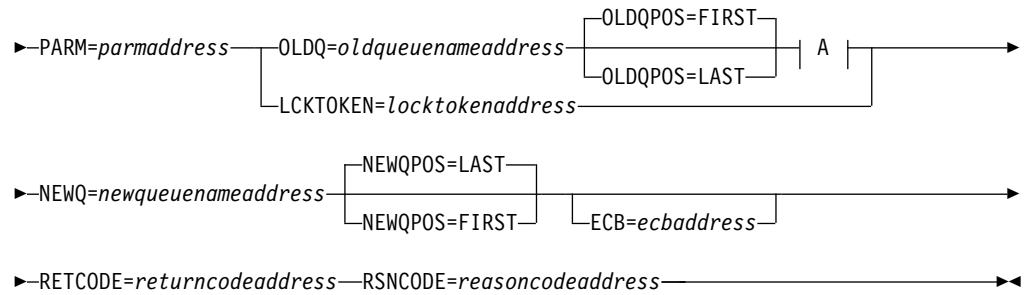 OLDQPOS=FIRST
PARM=parmaddress OLDQ=oldqueuenameaddress A
OLDQPOS=LAST
LCKTOKEN=locktokenaddress
NEWQPOS=LAST
NEWQ=newqueuenameaddress
NEWQPOS=FIRST ECB=ecbaddress
RETCODE=returncodeaddress RSNCODE=reasoncodeaddress